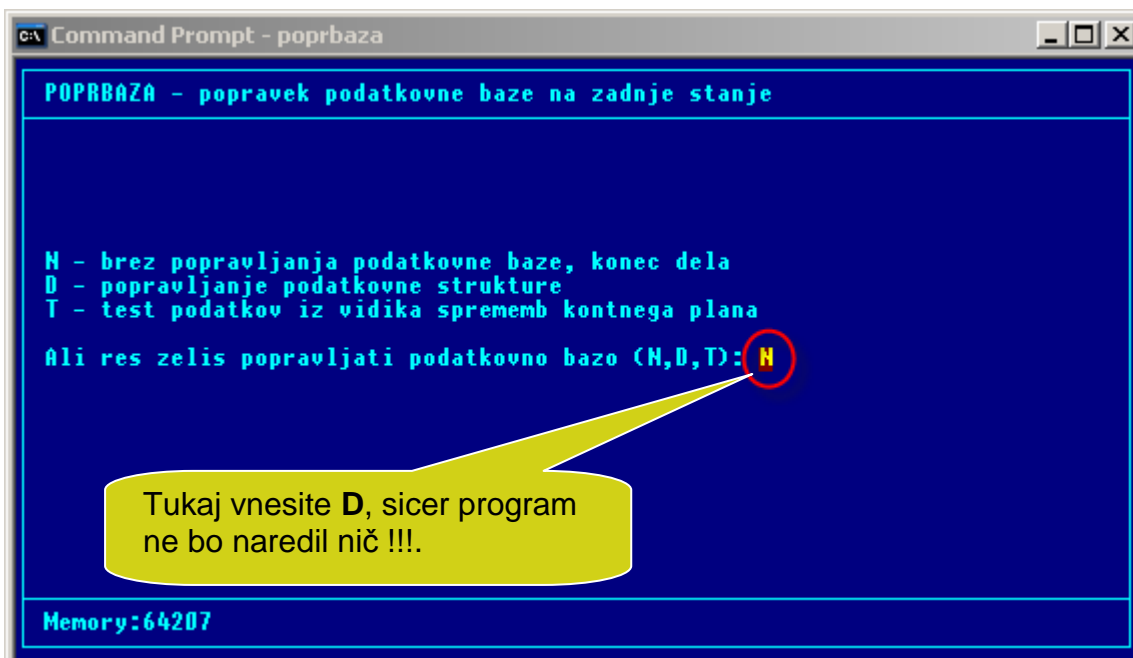 Command Prompt - poprbaza
POPRBAZA - popravek podatkovne baze na zadnje stanje
N - brez popravljanja podatkovne baze, konec dela
D - popravljanje podatkovne strukture
T - test podatkov iz vidika sprememb kontnega plana
Ali res zelis popravljati podatkovno bazo (N,D,T): N
Tukaj vnesite D, sicer program
ne bo naredil nič !!!.
Memory:64207